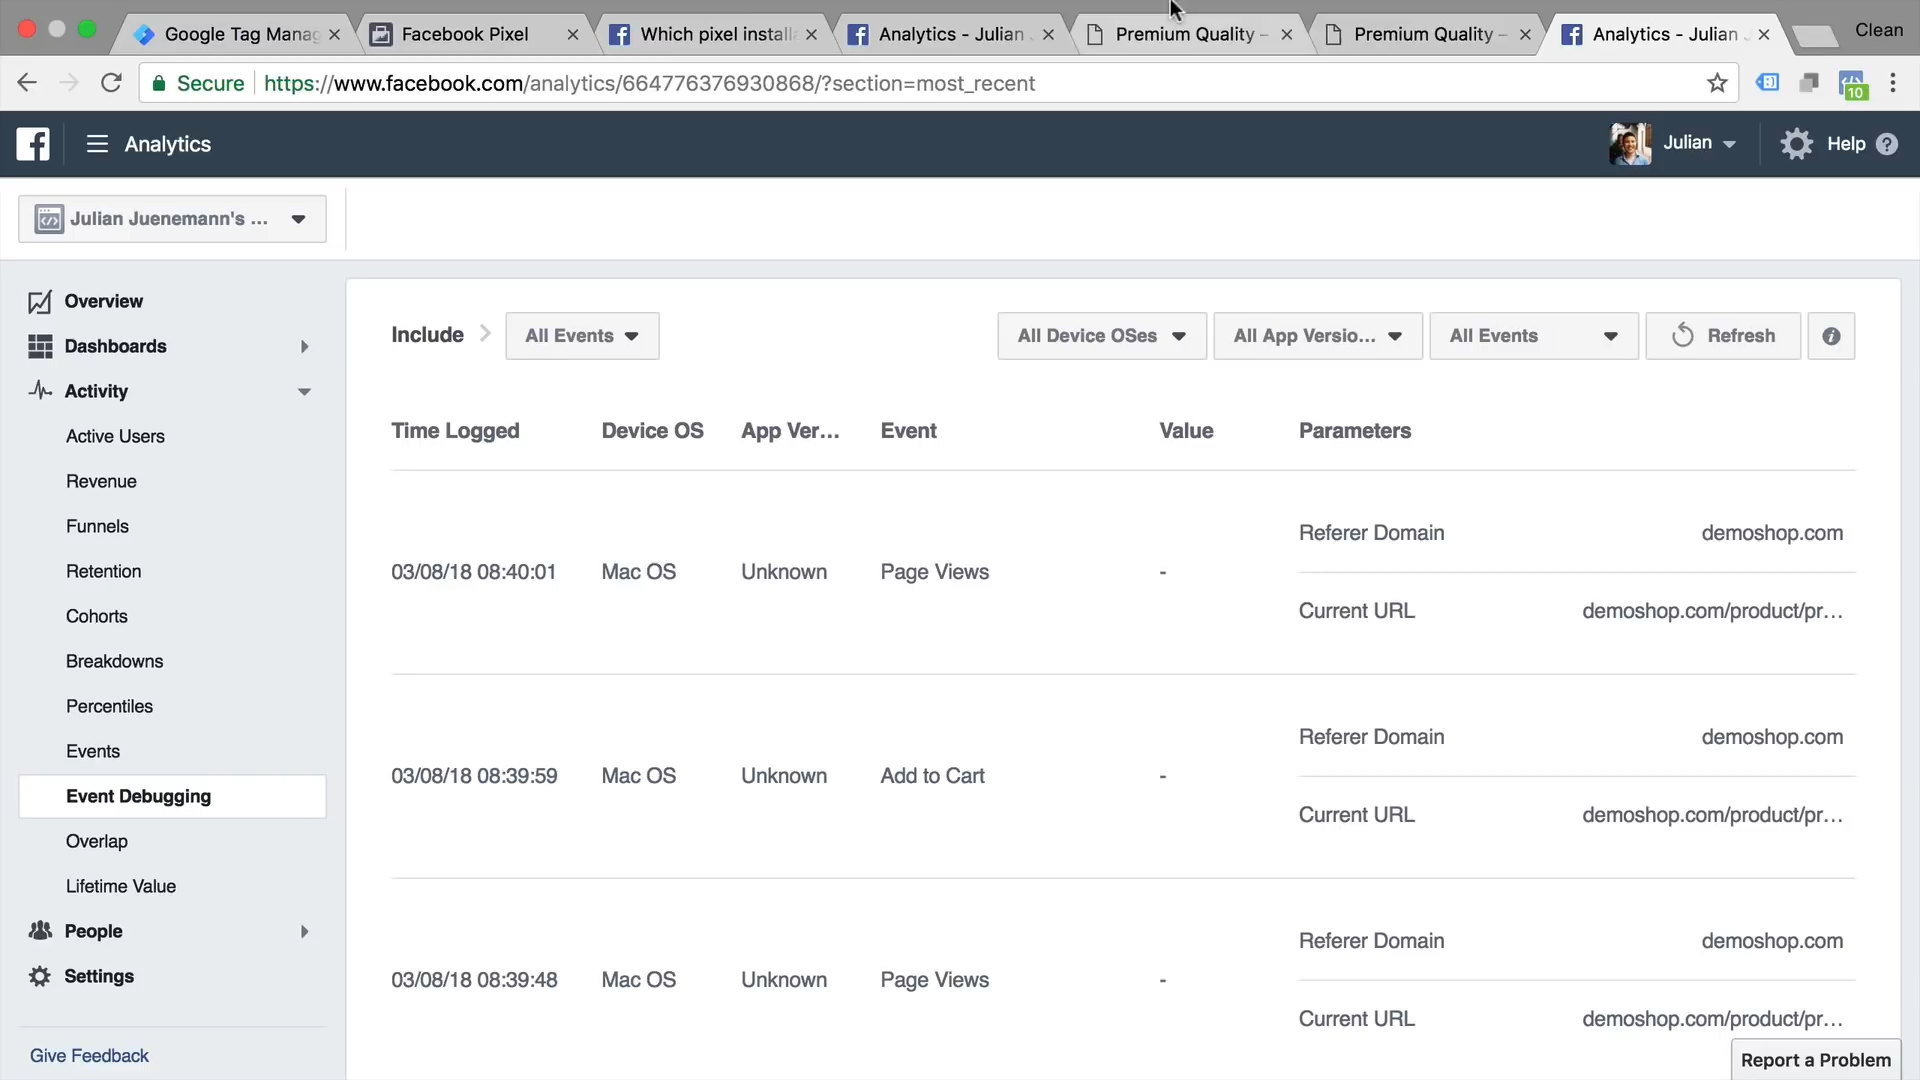 Google Tag Manag
Facebook Pixel
Which pixel install
Analytics - Julian
Premium Quality -
Premium Quality -
Analytics - Julian
Clean
Secure
https://www.facebook.com/analytics/664776376930868/?section=most_recent
10
Analytics
Julian
Help
Julian Juenemann's ...
Overview
Dashboards
Activity
Active Users
Revenue
Funnels
Retention
Cohorts
Breakdowns
Percentiles
Events
Event Debugging
Overlap
Lifetime Value
People
Settings
Give Feedback
Include All Events All Device OSes All App Versio... All Events Refresh
Time Logged Device OS App Ver... Event Value Parameters
Referer Domain demoshop.com
03/08/18 08:40:01 Mac OS Unknown Page Views -
Current URL demoshop.com/product/pr...
Referer Domain demoshop.com
03/08/18 08:39:59 Mac OS Unknown Add to Cart -
Current URL demoshop.com/product/pr...
Referer Domain demoshop.com
03/08/18 08:39:48 Mac OS Unknown Page Views -
Current URL demoshop.com/product/pr...
Report a Problem